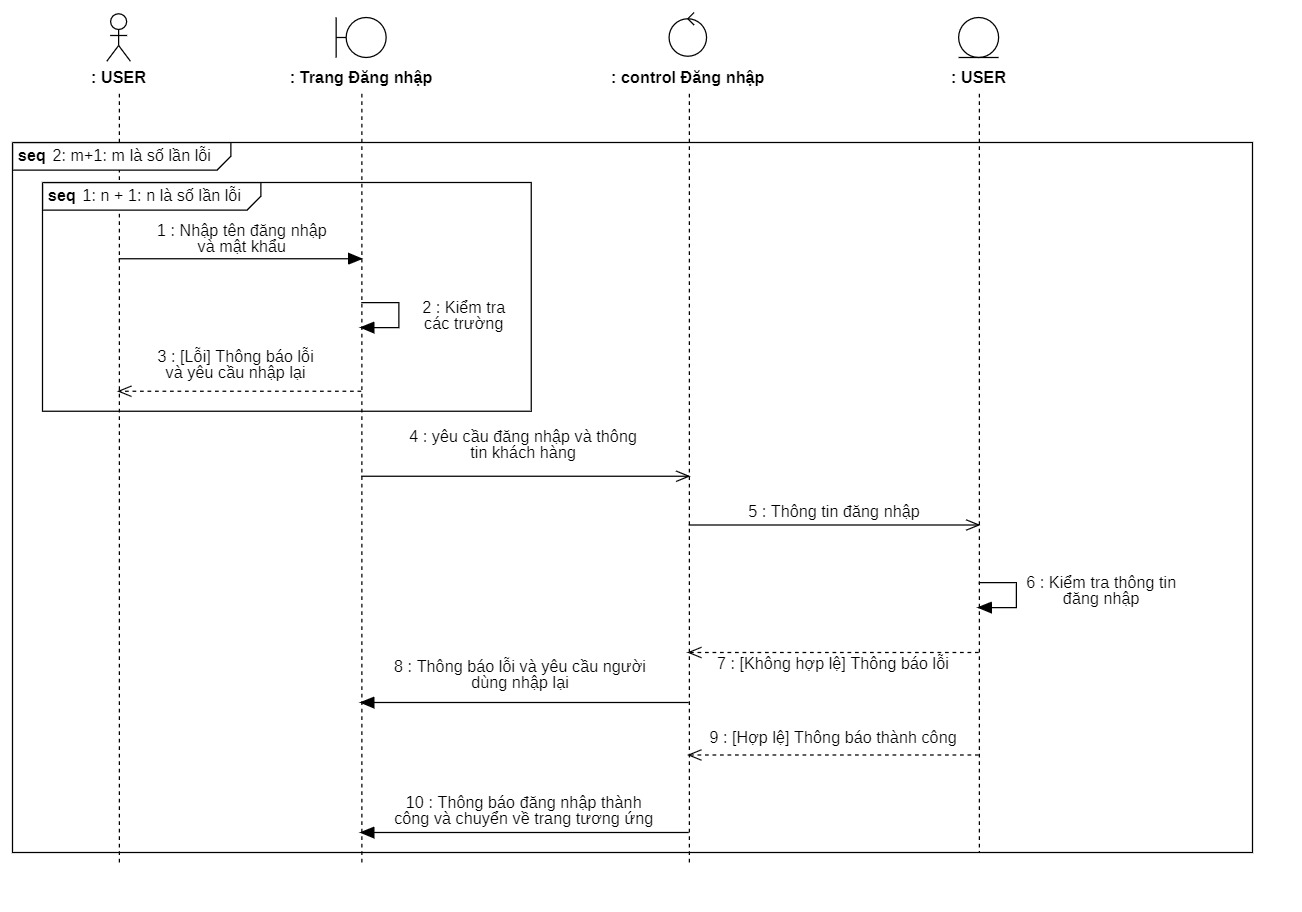 : USER
: Trang Đăng nhập
: control Đăng nhập
: USER
seq 2: m+1: m là số lần lỗi
seq 1: n + 1: n là số lần lỗi
1 : Nhập tên đăng nhập
và mật khẩu
2 : Kiểm tra
các trường
3 : [Lỗi] Thông báo lỗi
và yêu cầu nhập lại
4 : yêu cầu đăng nhập và thông
tin khách hàng
5 : Thông tin đăng nhập
6 : Kiểm tra thông tin
đăng nhập
7 : [Không hợp lệ] Thông báo lỗi
8 : Thông báo lỗi và yêu cầu người
dùng nhập lại
9 : [Hợp lệ] Thông báo thành công
10 : Thông báo đăng nhập thành
công và chuyển về trang tương ứng